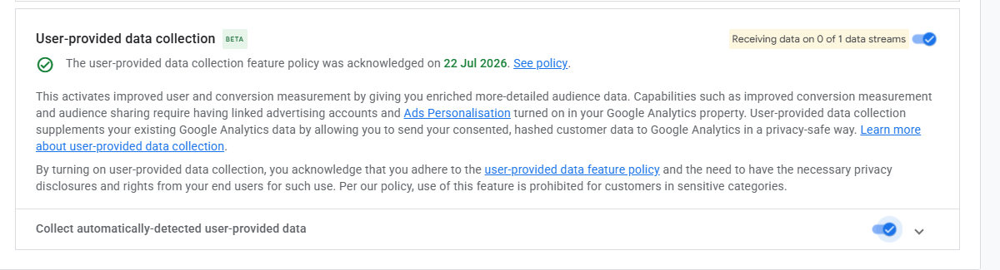 User-provided data collection BETA
Receiving data on 0 of 1 data streams
The user-provided data collection feature policy was acknowledged on 22 Jul 2026. See policy.
This activates improved user and conversion measurement by giving you enriched more-detailed audience data. Capabilities such as improved conversion measurement
and audience sharing require having linked advertising accounts and Ads Personalisation turned on in your Google Analytics property. User-provided data collection
supplements your existing Google Analytics data by allowing you to send your consented, hashed customer data to Google Analytics in a privacy-safe way. Learn more
about user-provided data collection.
By turning on user-provided data collection, you acknowledge that you adhere to the user-provided data feature policy and the need to have the necessary privacy
disclosures and rights from your end users for such use. Per our policy, use of this feature is prohibited for customers in sensitive categories.
Collect automatically-detected user-provided data